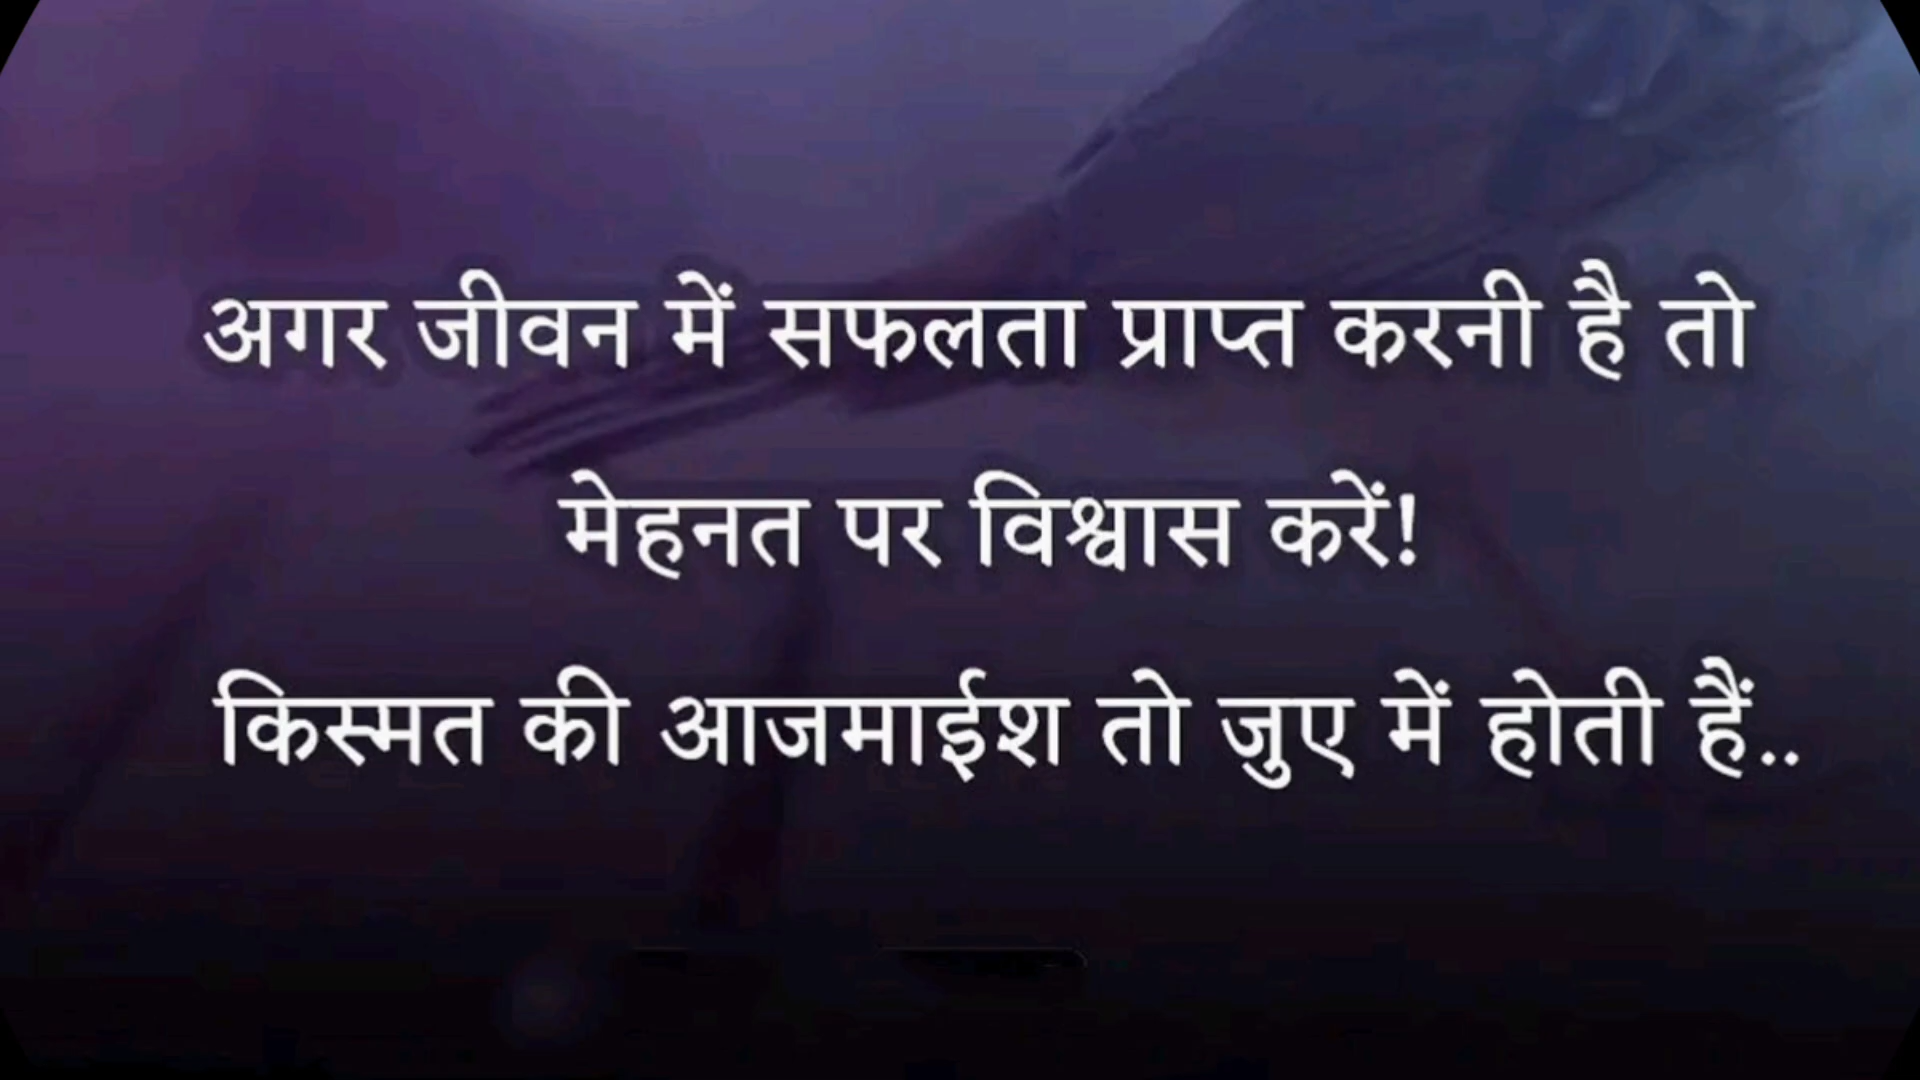 अगर जीवन में सफलता प्राप्त करनी है तो
मेहनत पर विश्वास करें!
किस्मत की आजमाईश तो जुए में होती हैं..